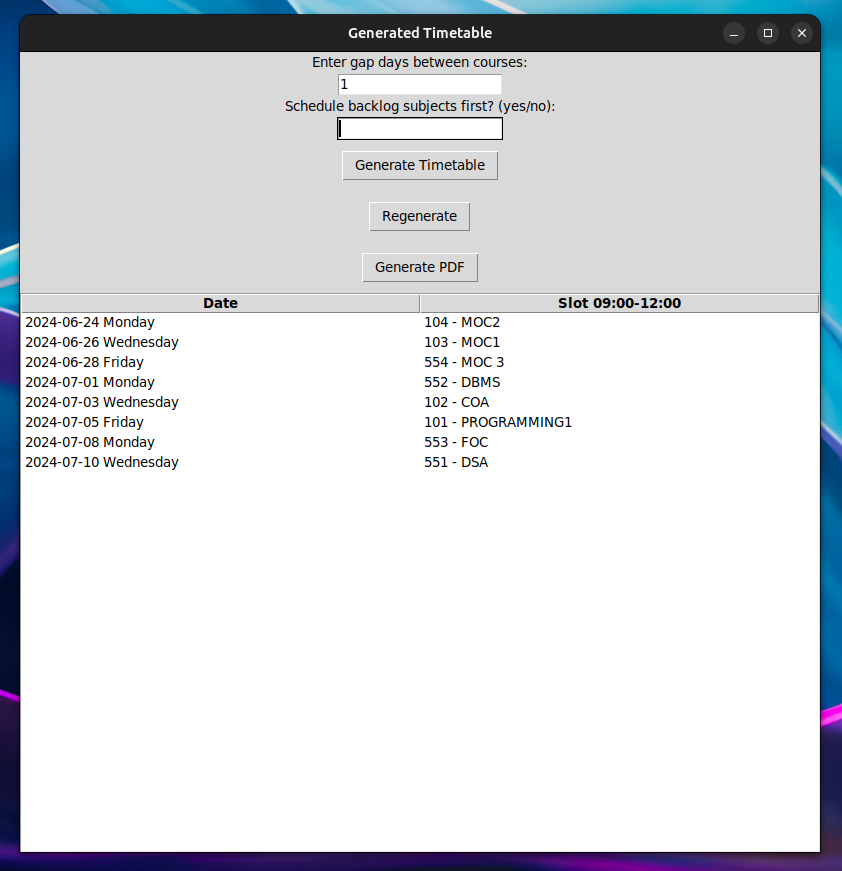 Generated Timetable
Enter gap days between courses:
1
Schedule backlog subjects first? (yes/no):
Generate Timetable
Regenerate
Generate PDF
Date Slot 09:00-12:00
2024-06-24 Monday 104 - MOC2
2024-06-26 Wednesday 103 - MOC1
2024-06-28 Friday 554 - MOC 3
2024-07-01 Monday 552 - DBMS
2024-07-03 Wednesday 102 - COA
2024-07-05 Friday 101 - PROGRAMMING1
2024-07-08 Monday 553 - FOC
2024-07-10 Wednesday 551 - DSA